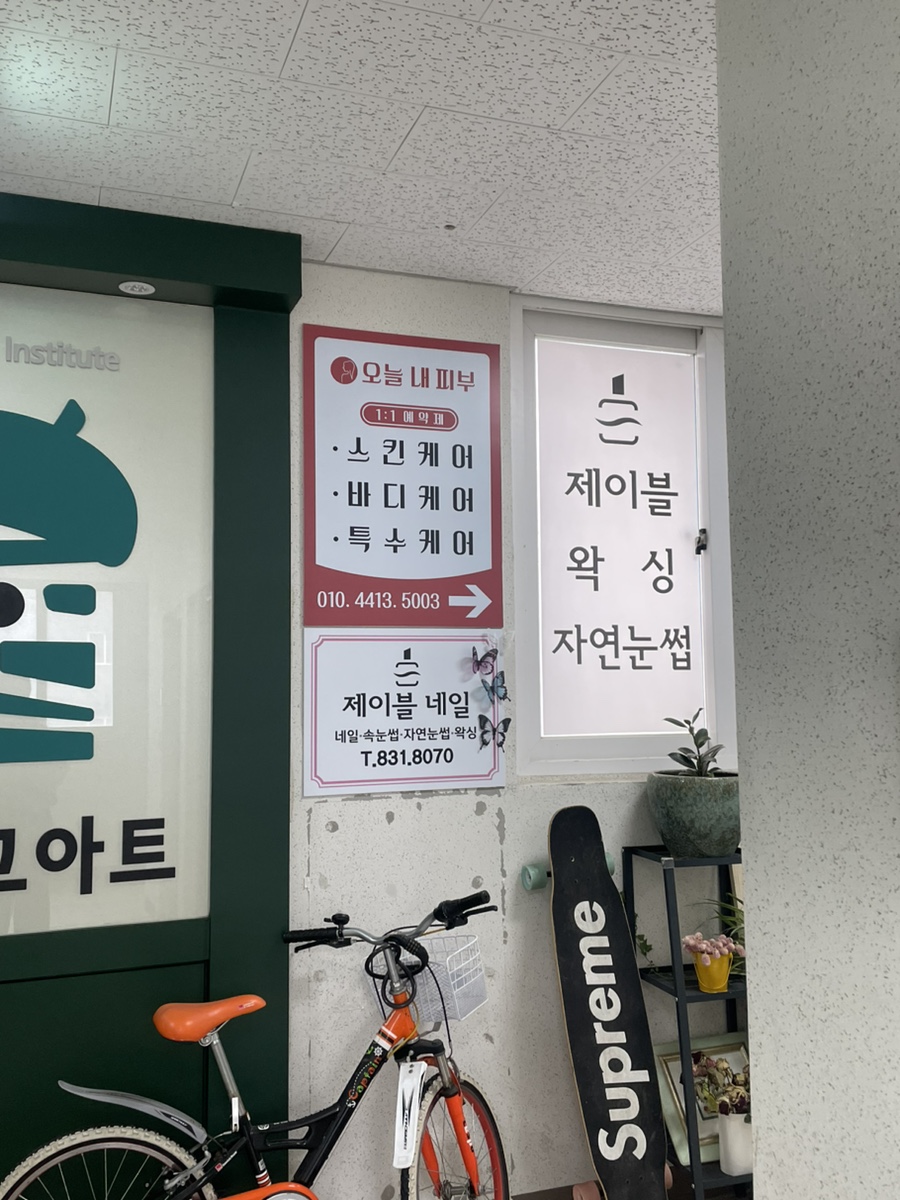 Institute
고아트
오늘 내 피부
1:1 예약제
·스킨케어
·바디케어
·특수케어
010. 4413. 5003
제이블 네일
네일·속눈썹·자연눈썹·왁싱
T.831.8070
제이블
왁 싱
자연눈썹
Supreme
Captain